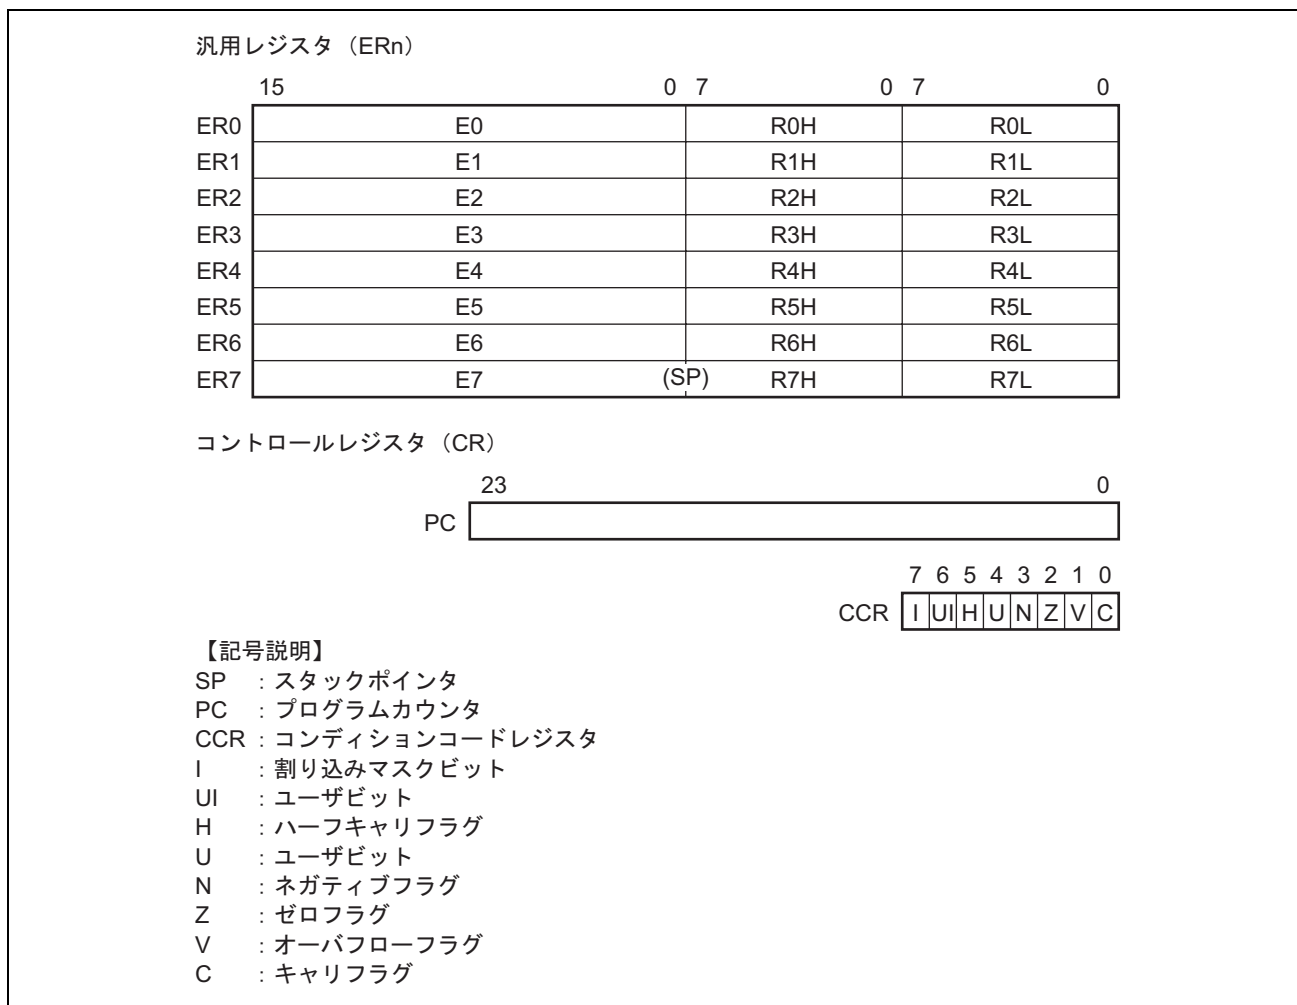 汎用レジスタ（ERn）
15 0 7 0 7 0
ER0 E0 R0H R0L
ER1 E1 R1H R1L
ER2 E2 R2H R2L
ER3 E3 R3H R3L
ER4 E4 R4H R4L
ER5 E5 R5H R5L
ER6 E6 R6H R6L
ER7 E7 (SP) R7H R7L
コントロールレジスタ（CR）
23 0
PC
7 6 5 4 3 2 1 0
CCR I UI H U N Z V C
【記号説明】
SP ：スタックポインタ
PC ：プログラムカウンタ
CCR ：コンディションコードレジスタ
I ：割り込みマスクビット
UI ：ユーザビット
H ：ハーフキャリフラグ
U ：ユーザビット
N ：ネガティブフラグ
Z ：ゼロフラグ
V ：オーバフローフラグ
C ：キャリフラグ